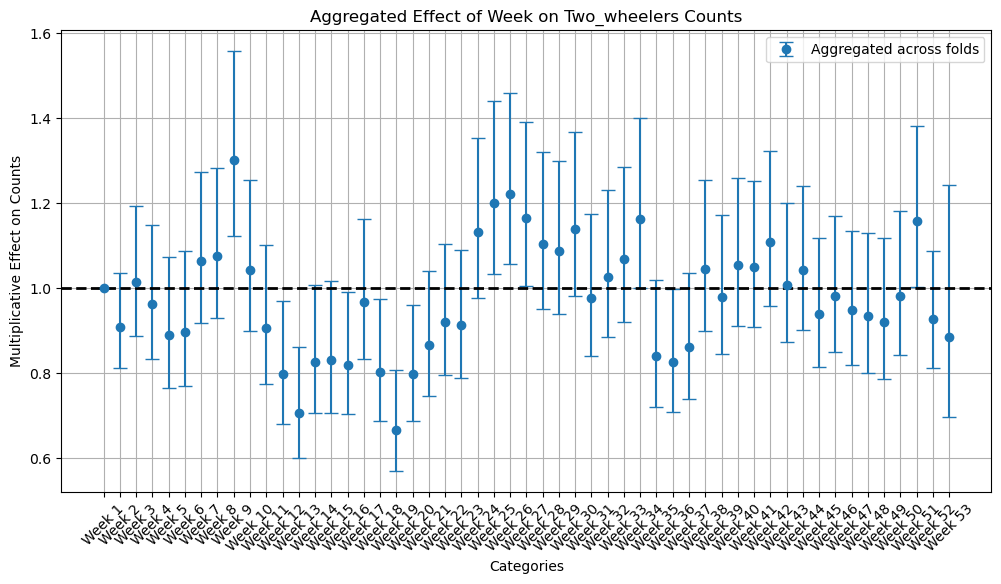 Aggregated Effect of Week on Two_wheelers Counts
Aggregated across folds
Multiplicative Effect on Counts
1.6
1.4
1.2
1.0
0.8
0.6
Week 1
Week 2
Week 3
Week 4
Week 5
Week 6
Week 7
Week 8
Week 9
Week 10
Week 11
Week 12
Week 13
Week 14
Week 15
Week 16
Week 17
Week 18
Week 19
Week 20
Week 21
Week 22
Week 23
Week 24
Week 25
Week 26
Week 27
Week 28
Week 29
Week 30
Week 31
Week 32
Week 33
Week 34
Week 35
Week 36
Week 37
Week 38
Week 39
Week 40
Week 41
Week 42
Week 43
Week 44
Week 45
Week 46
Week 47
Week 48
Week 49
Week 50
Week 51
Week 52
Week 53
Categories